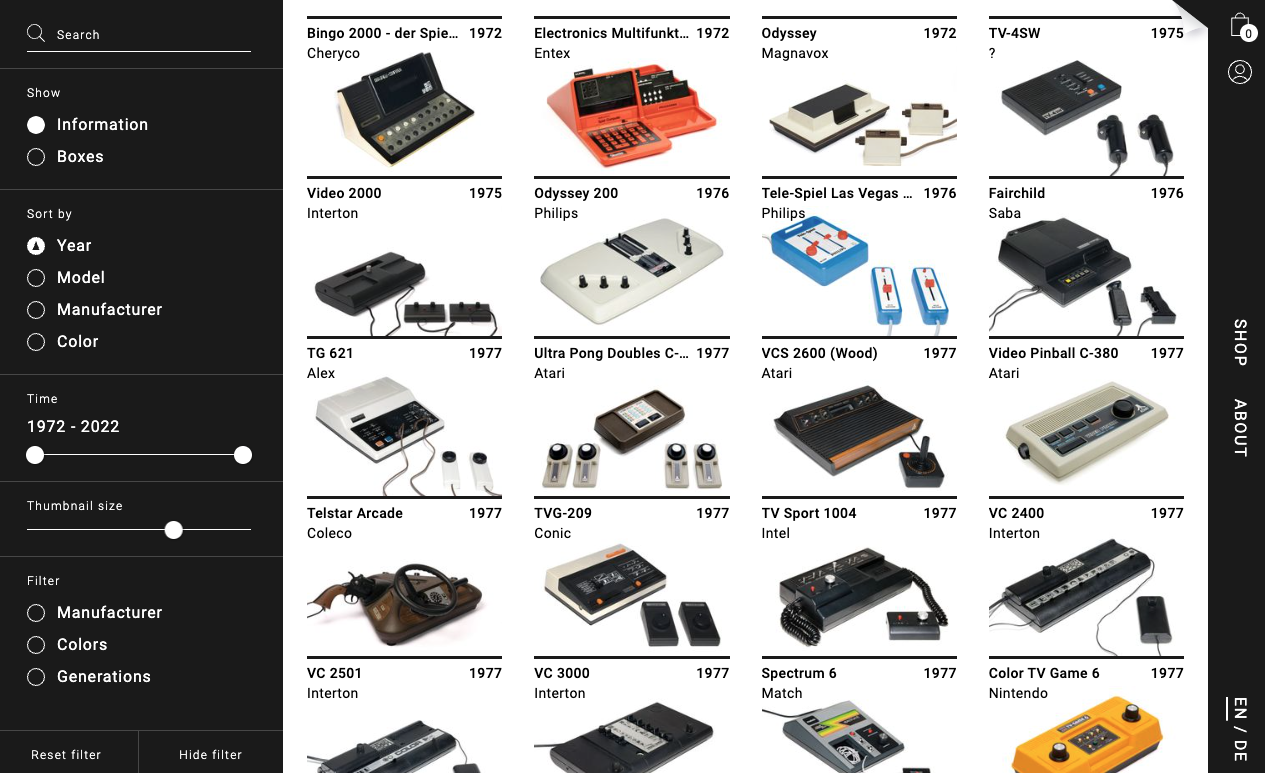 Search
Show
Information
Boxes
Sort by
Year
Model
Manufacturer
Color
Time
1972 - 2022
Thumbnail size
Filter
Manufacturer
Colors
Generations
Reset filter
Hide filter
Bingo 2000 - der Spie... 1972
Cheryco
Electronics Multifunkt... 1972
Entex
Odyssey 1972
Magnavox
TV-4SW 1975
?
Video 2000 1975
Interton
Odyssey 200 1976
Philips
Tele-Spiel Las Vegas ... 1976
Philips
Fairchild 1976
Saba
TG 621 1977
Alex
Ultra Pong Doubles C-... 1977
Atari
VCS 2600 (Wood) 1977
Atari
Video Pinball C-380 1977
Atari
Telstar Arcade 1977
Coleco
TVG-209 1977
Conic
TV Sport 1004 1977
Intel
VC 2400 1977
Interton
VC 2501 1977
Interton
VC 3000 1977
Interton
Spectrum 6 1977
Match
Color TV Game 6 1977
Nintendo
0
SHOP
ABOUT
EN / DE